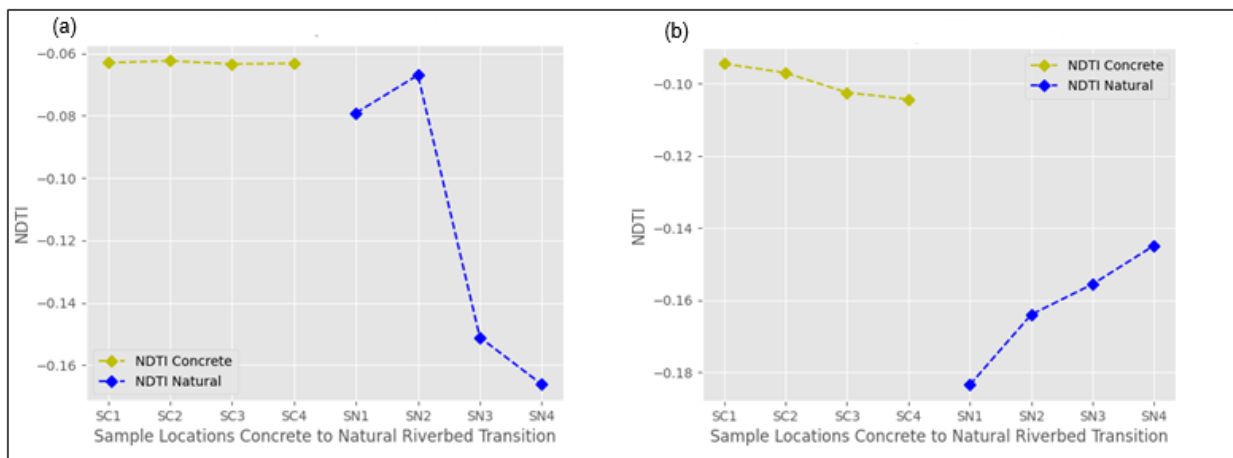 (a)
−0.06
−0.08
−0.10
−0.12
−0.14
−0.16
NDTI
NDTI Concrete
NDTI Natural
SC1 SC2 SC3 SC4 SN1 SN2 SN3 SN4
Sample Locations Concrete to Natural Riverbed Transition
(b)
−0.10
−0.12
−0.14
−0.16
−0.18
NDTI
NDTI Concrete
NDTI Natural
SC1 SC2 SC3 SC4 SN1 SN2 SN3 SN4
Sample Locations Concrete to Natural Riverbed Transition